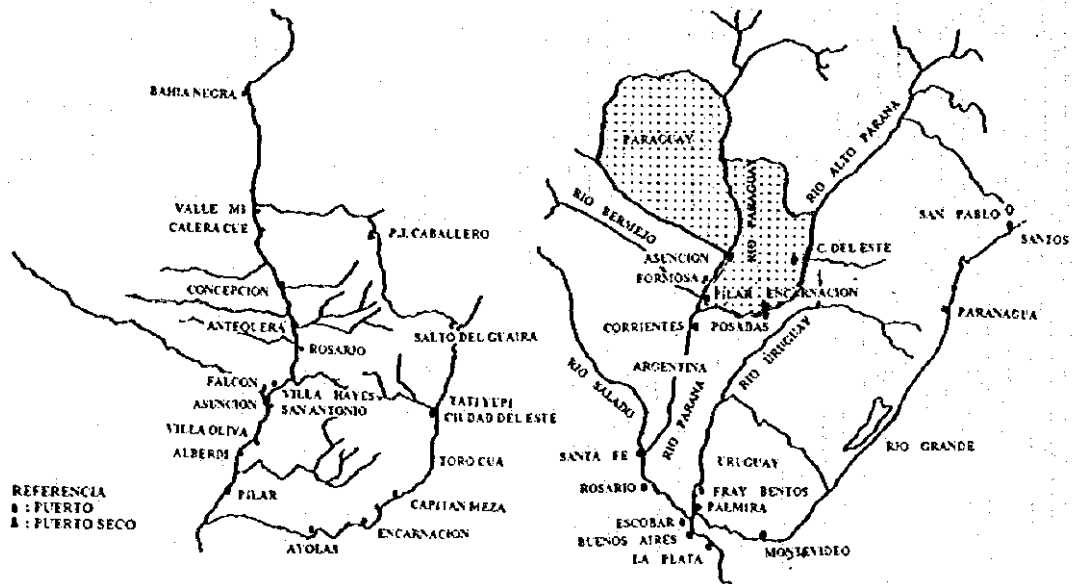 BAHIA NEGRA
VALLE MI
CALERA CUE
P.J. CABALLERO
CONCEPCION
ANTEQUERA
ROSARIO
SALTO DEL GUAIRA
FALCON
VILLA HAYES
ASUNCION
SAN ANTONIO
TATI YUPI
CIUDAD DEL ESTE
VILLA OLIVA
ALBERDI
TORO CUA
PILAR
CAPITAN MEZA
ENCARNACION
AYOLAS
REFERENCIA
: PUERTO
: PUERTO SECO
PARAGUAY
RIO PARAGUAY
RIO ALTO PARANA
RIO BERMEJO
SAN PABLO
SANTOS
ASUNCION
C. DEL ESTE
FORMOSA
PILAR
ENCARNACION
CORRIENTES
POSADAS
PARANAGUA
ARGENTINA
RIO URUGUAY
RIO SALADO
RIO PARANA
SANTA FE
URUGUAY
RIO GRANDE
ROSARIO
FRAY BENTOS
PALMIRA
ESCOBAR
BUENOS AIRES
LA PLATA
MONTEVIDEO